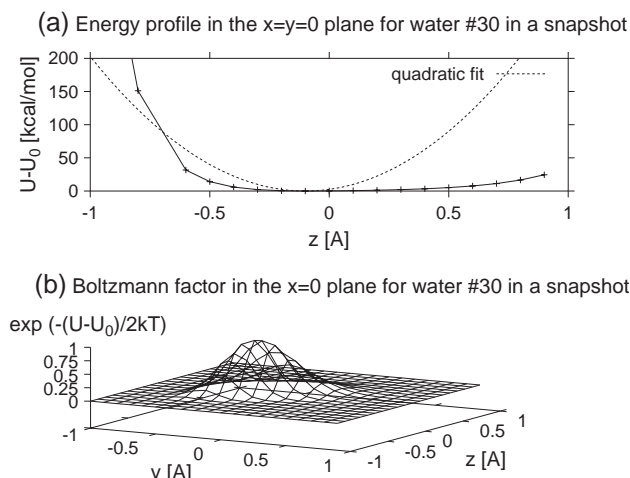 (a) Energy profile in the x=y=0 plane for water #30 in a snapshot
200
150
100
50
0
U-U0 [kcal/mol]
quadratic fit
-1 -0.5 0 0.5 1
z [A]
(b) Boltzmann factor in the x=0 plane for water #30 in a snapshot
exp (-(U-U0)/2kT)
1
0.75
0.5
0.25
0
-1 -0.5 0 0.5 1
y [A]
-1 -0.5 0 0.5 1
z [A]